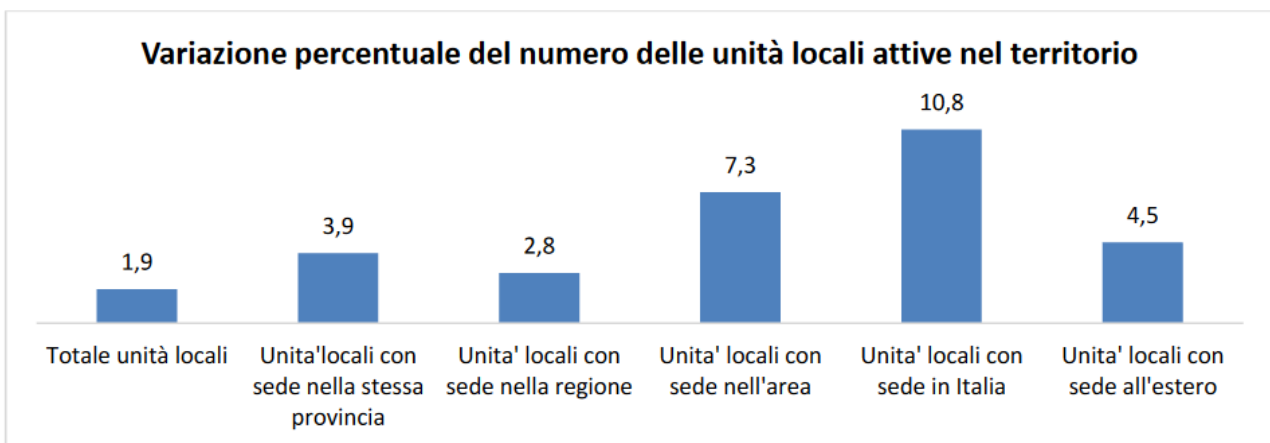 Variazione percentuale del numero delle unità locali attive nel territorio
10,8
7,3
4,5
3,9
2,8
1,9
Totale unità locali
Unita'locali con
sede nella stessa
provincia
Unita' locali con
sede nella regione
Unita' locali con
sede nell'area
Unita' locali con
sede in Italia
Unita' locali con
sede all'estero